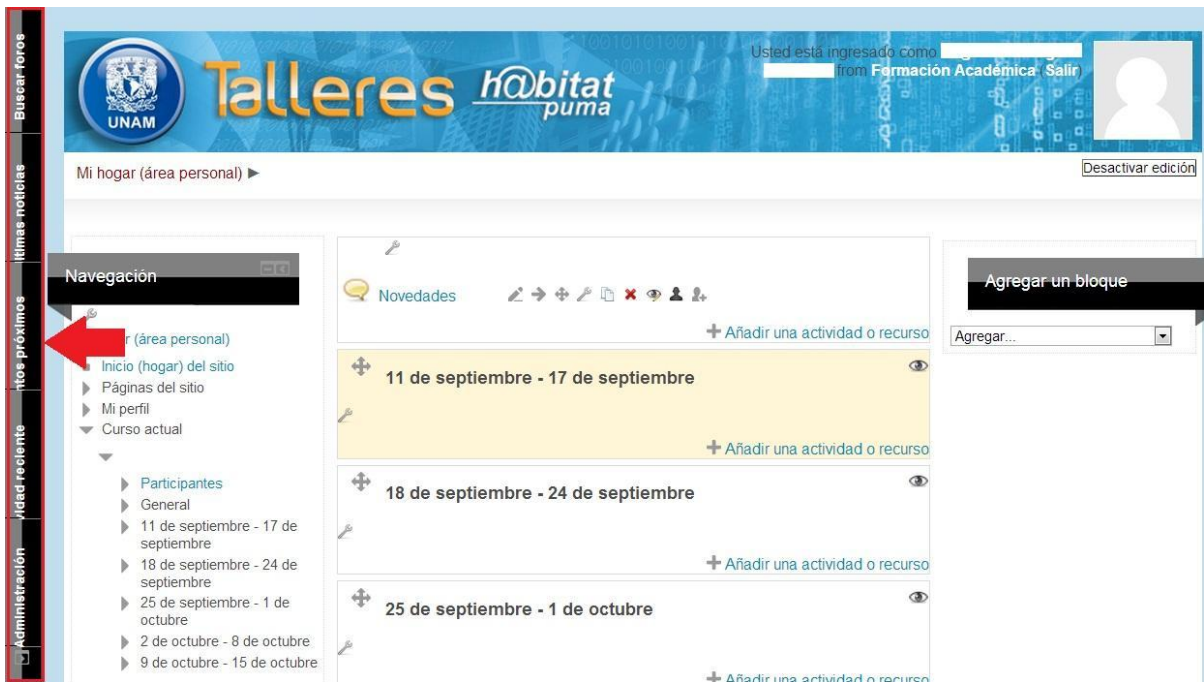 Buscar foros
ltimas noticias
ntos próximos
vidad reciente
Administración
UNAM
Talleres h@bitat
puma
Usted está ingresado como
from Formación Académica (Salir)
Mi hogar (área personal) ►
Desactivar edición
Navegación
r (área personal)
Inicio (hogar) del sitio
Páginas del sitio
Mi perfil
Curso actual
Participantes
General
11 de septiembre - 17 de
septiembre
18 de septiembre - 24 de
septiembre
25 de septiembre - 1 de
octubre
2 de octubre - 8 de octubre
9 de octubre - 15 de octubre
Novedades
Añadir una actividad o recurso
11 de septiembre - 17 de septiembre
Añadir una actividad o recurso
18 de septiembre - 24 de septiembre
Añadir una actividad o recurso
25 de septiembre - 1 de octubre
Añadir una actividad o recurso
Agregar un bloque
Agregar...